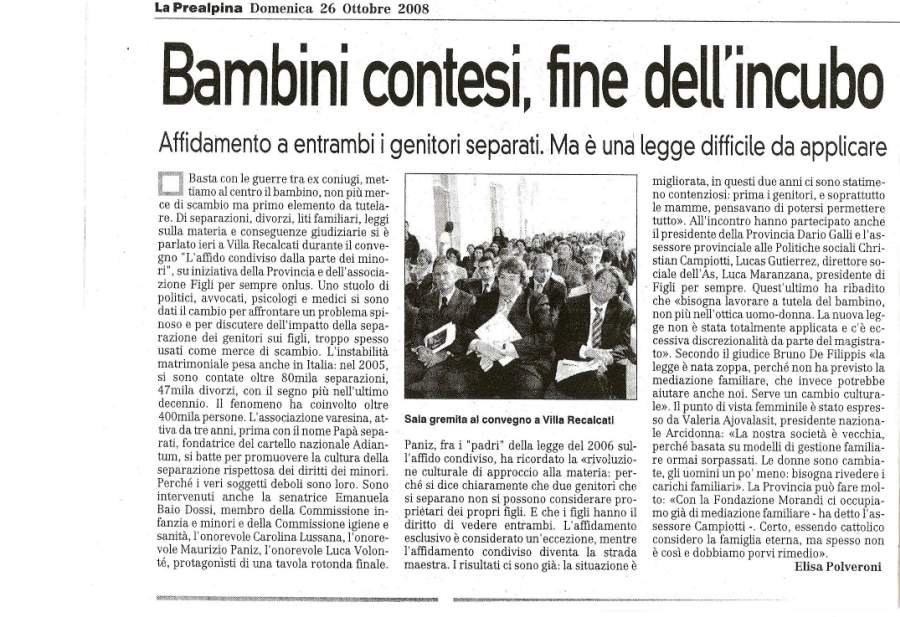 La Prealpina Domenica 26 Ottobre 2008
Bambini contesi, fine dell'incubo
Affidamento a entrambi i genitori separati. Ma è una legge difficile da applicare
Basta con le guerre tra ex coniugi, met-
tiamo al centro il bambino, non più mer-
ce di scambio ma primo elemento da tutela-
re. Di separazioni, divorzi, liti familiari, leggi
sulla materia e conseguenze giudiziarie si è
parlato ieri a Villa Recalcati durante il conve-
gno "L'affido condiviso dalla parte dei mino-
ri", su iniziativa della Provincia e dell'associa-
zione Figli per sempre onlus. Uno stuolo di
politici, avvocati, psicologi e medici si sono
dati il cambio per affrontare un problema spi-
noso e per discutere dell'impatto della sepa-
razione dei genitori sui figli, troppo spesso
usati come merce di scambio. L'instabilità
matrimoniale pesa anche in Italia: nel 2005,
si sono contate oltre 80mila separazioni,
47mila divorzi, con il segno più nell'ultimo
decennio. Il fenomeno ha coinvolto oltre
400mila persone. L'associazione varesina, at-
tiva da tre anni, prima con il nome Papà sepa-
rati, fondatrice del cartello nazionale Adian-
tum, si batte per promuovere la cultura della
separazione rispettosa dei diritti dei minori.
Perché i veri soggetti deboli sono loro. Sono
intervenuti anche la senatrice Emanuela
Baio Dossi, membro della Commissione in-
fanzia e minori e della Commissione igiene e
sanità, l'onorevole Carolina Lussana, l'onore-
vole Maurizio Paniz, l'onorevole Luca Volon-
té, protagonisti di una tavola rotonda finale.
Sala gremita al convegno a Villa Recalcati
Paniz, fra i "padri" della legge del 2006 sul-
l'affido condiviso, ha ricordato la «rivoluzio-
ne culturale di approccio alla materia: per-
ché si dice chiaramente che due genitori che
si separano non si possono considerare pro-
prietari dei propri figli. E che i figli hanno il
diritto di vedere entrambi. L'affidamento
esclusivo è considerato un'eccezione, mentre
l'affidamento condiviso diventa la strada
maestra. I risultati ci sono già: la situazione è
migliorata, in questi due anni ci sono statime-
no contenziosi: prima i genitori, e soprattutto
le mamme, pensavano di potersi permettere
tutto». All'incontro hanno partecipato anche
il presidente della Provincia Dario Galli e l'as-
sessore provinciale alle Politiche sociali Chri-
stian Campiotti, Lucas Gutierrez, direttore so-
ciale dell'As, Luca Maranzana, presidente di
Figli per sempre. Quest'ultimo ha ribadito
che «bisogna lavorare a tutela del bambino,
non più nell'ottica uomo-donna. La nuova leg-
ge non è stata totalmente applicata e c'è ec-
cessiva discrezionalità da parte del magistra-
to». Secondo il giudice Bruno De Filippis «la
legge è nata zoppa, perché non ha previsto la
mediazione familiare, che invece potrebbe
aiutare anche noi. Serve un cambio cultura-
le». Il punto di vista femminile è stato espres-
so da Valeria Ajovalasit, presidente naziona-
le Arcidonna: «La nostra società è vecchia,
perché basata su modelli di gestione familia-
re ormai sorpassati. Le donne sono cambia-
te, gli uomini un po' meno: bisogna rivedere i
carichi familiari». La Provincia può fare mol-
to: «Con la Fondazione Morandi ci occupia-
mo già di mediazione familiare - ha detto l'as-
sessore Campiotti -. Certo, essendo cattolico
considero la famiglia eterna, ma spesso non
è così e dobbiamo porvi rimedio».
Elisa Polveroni